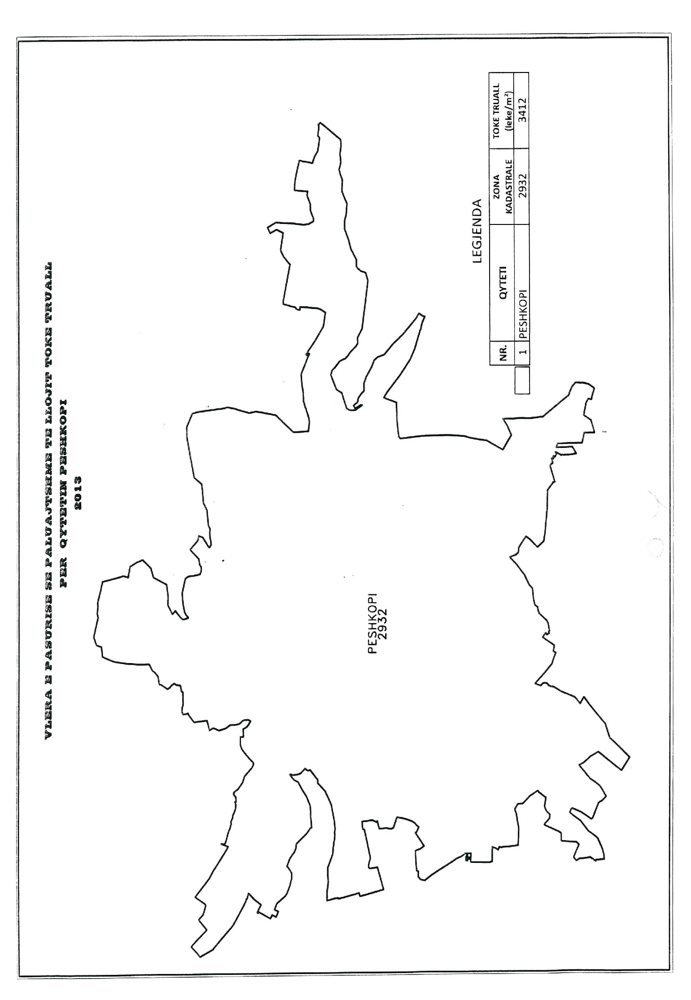 VLERA E PASURISE SE PALUAJTSHME TE LLOJIT TOKE TRUALL
PER QYTETIN PESHKOPI
2013
PESHKOPI
2932
LEGJENDA
NR. QYTETI ZONA KADASTRALE TOKE TRUALL (leke/m²)
1 PESHKOPI 2932 3412